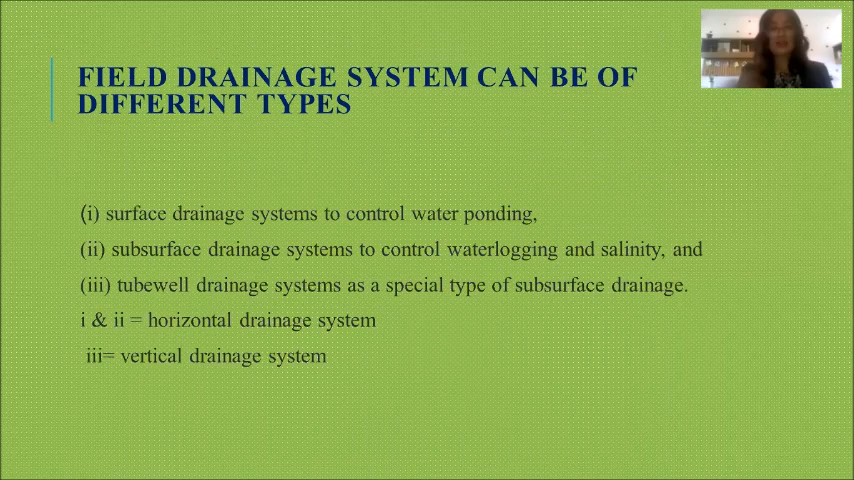 FIELD DRAINAGE SYSTEM CAN BE OF
DIFFERENT TYPES
(i) surface drainage systems to control water ponding,
(ii) subsurface drainage systems to control waterlogging and salinity, and
(iii) tubewell drainage systems as a special type of subsurface drainage.
i & ii = horizontal drainage system
iii= vertical drainage system